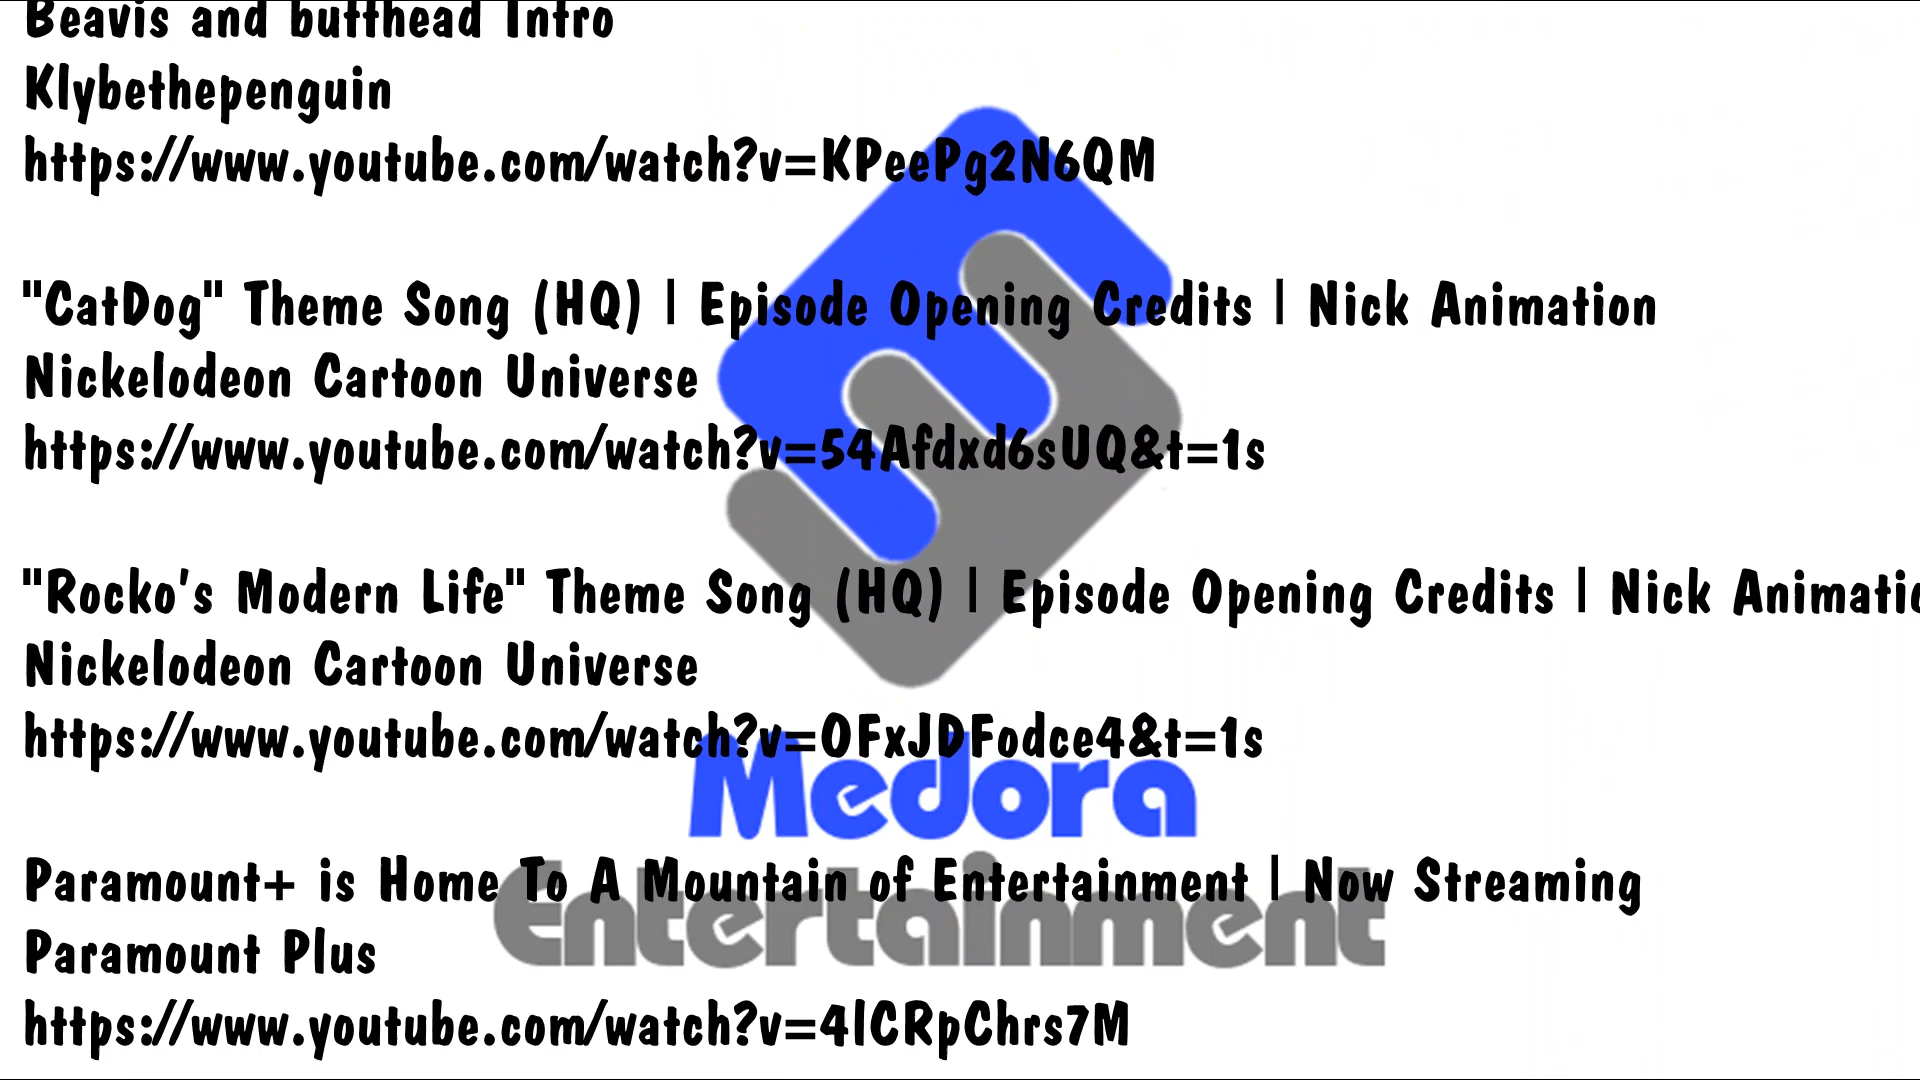 Beavis and butthead Intro
Klybethepenguin
https://www.youtube.com/watch?v=KPeePg2N6QM
"CatDog" Theme Song (HQ) | Episode Opening Credits | Nick Animation
Nickelodeon Cartoon Universe
https://www.youtube.com/watch?v=54Afdxd6sUQ&t=1s
"Rocko's Modern Life" Theme Song (HQ) | Episode Opening Credits | Nick Animatio
Nickelodeon Cartoon Universe
https://www.youtube.com/watch?v=0FxJDFodce4&t=1s
Medora
Paramount+ is Home To A Mountain of Entertainment | Now Streaming
Entertainment
Paramount Plus
https://www.youtube.com/watch?v=4lCRpChrs7M